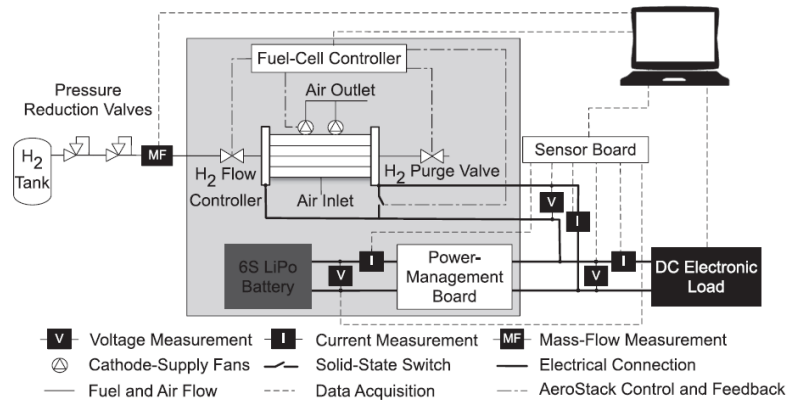 Fuel-Cell Controller
Pressure
Reduction Valves
Air Outlet
H2
Tank
MF
H2 Flow
Controller
Air Inlet
H2 Purge Valve
Sensor Board
V
I
6S LiPo
Battery
V
I
Power-
Management
Board
V
I
DC Electronic
Load
V Voltage Measurement I Current Measurement MF Mass-Flow Measurement
Cathode-Supply Fans Solid-State Switch Electrical Connection
Fuel and Air Flow Data Acquisition AeroStack Control and Feedback